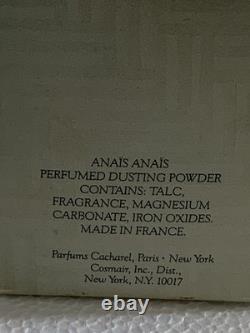 ANAÏS ANAÏS
PERFUMED DUSTING POWDER
CONTAINS: TALC,
FRAGRANCE, MAGNESIUM
CARBONATE, IRON OXIDES.
MADE IN FRANCE.
Parfums Cacharel, Paris • New York
Cosmair, Inc., Dist.,
New York, N.Y. 10017